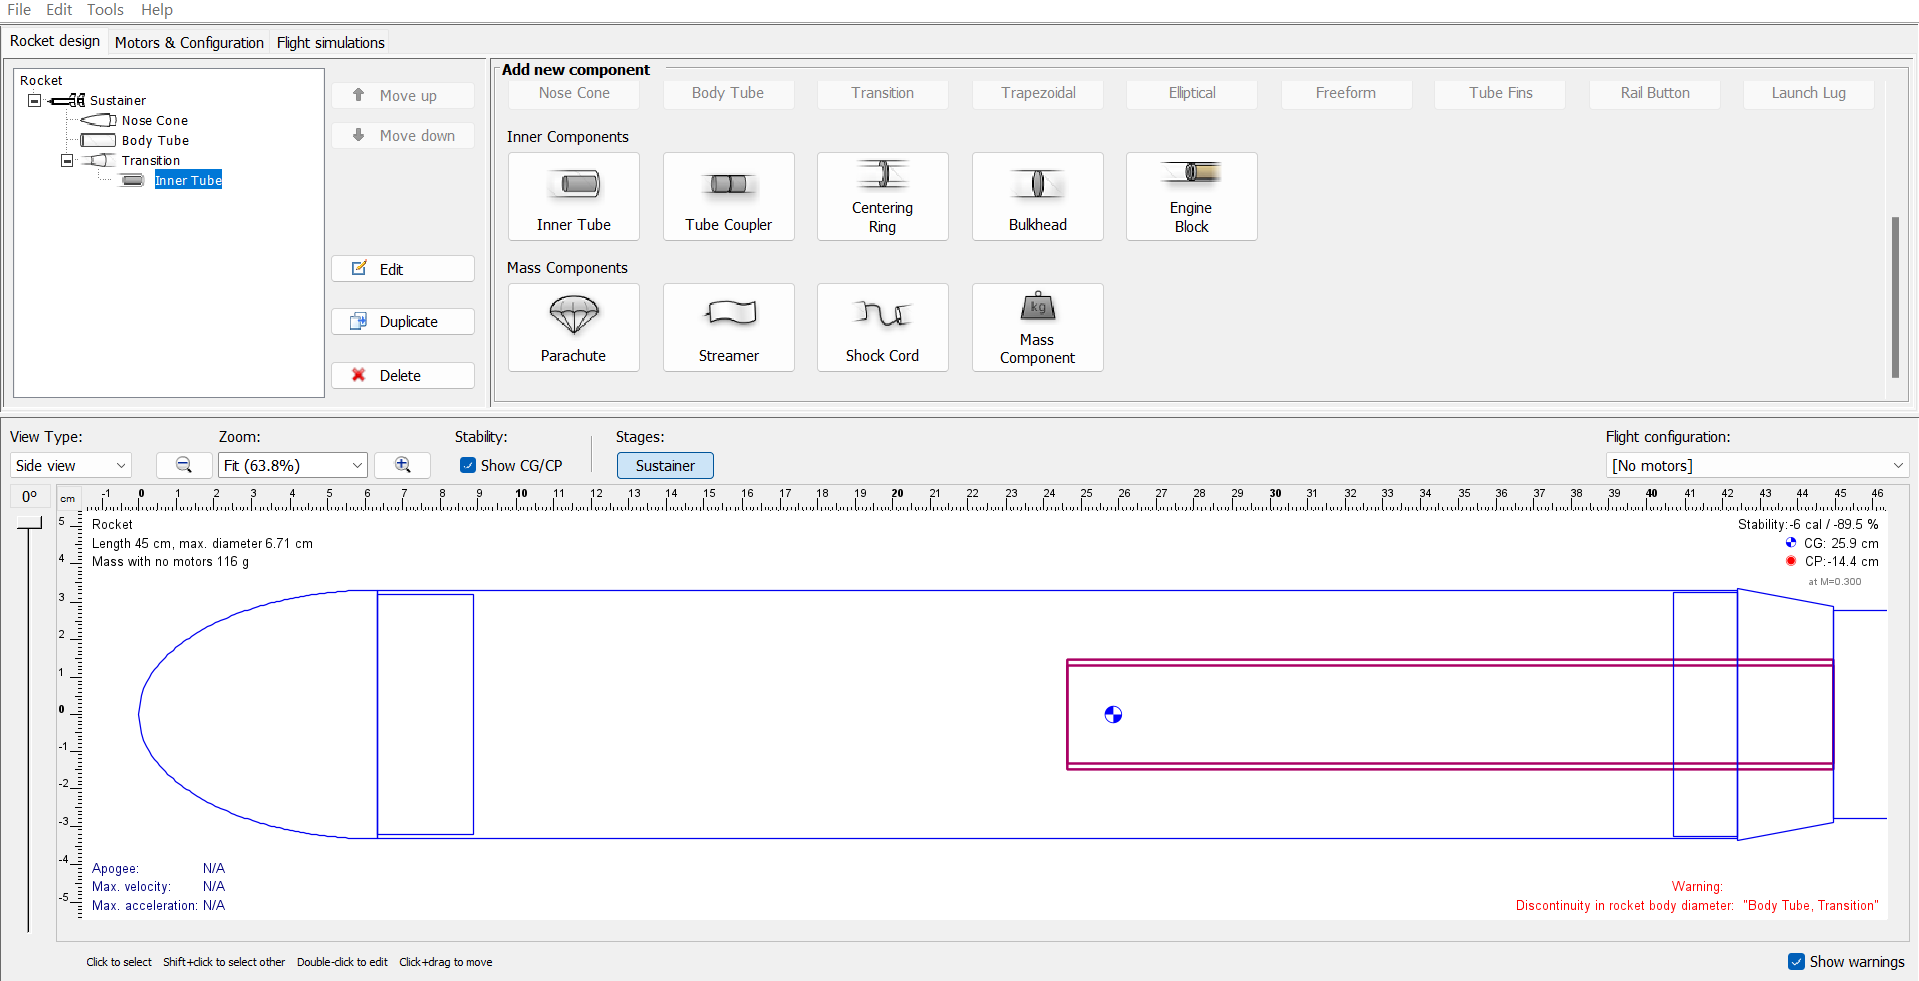 File Edit Tools Help
Rocket design Motors & Configuration Flight simulations
Rocket
Sustainer
Nose Cone
Body Tube
Transition
Inner Tube
Move up
Move down
Edit
Duplicate
Delete
Add new component
Nose Cone Body Tube Transition Trapezoidal Elliptical Freeform Tube Fins Rail Button Launch Lug
Inner Components
Inner Tube Tube Coupler Centering Ring Bulkhead Engine Block
Mass Components
kg
Parachute Streamer Shock Cord Mass Component
View Type: Zoom: Stability: Stages: Flight configuration:
Side view Fit (63.8%) Show CG/CP Sustainer [No motors]
0°
cm -1 0 1 2 3 4 5 6 7 8 9 10 11 12 13 14 15 16 17 18 19 20 21 22 23 24 25 26 27 28 29 30 31 32 33 34 35 36 37 38 39 40 41 42 43 44 45 46
5
4
3
2
1
0
-1
-2
-3
-4
-5
Rocket
Length 45 cm, max. diameter 6.71 cm
Mass with no motors 116 g
Stability:-6 cal / -89.5 %
CG: 25.9 cm
CP:-14.4 cm
at M=0.300
Apogee: N/A
Max. velocity: N/A
Max. acceleration: N/A
Warning:
Discontinuity in rocket body diameter: "Body Tube, Transition"
Click to select Shift+click to select other Double-click to edit Click+drag to move
Show warnings